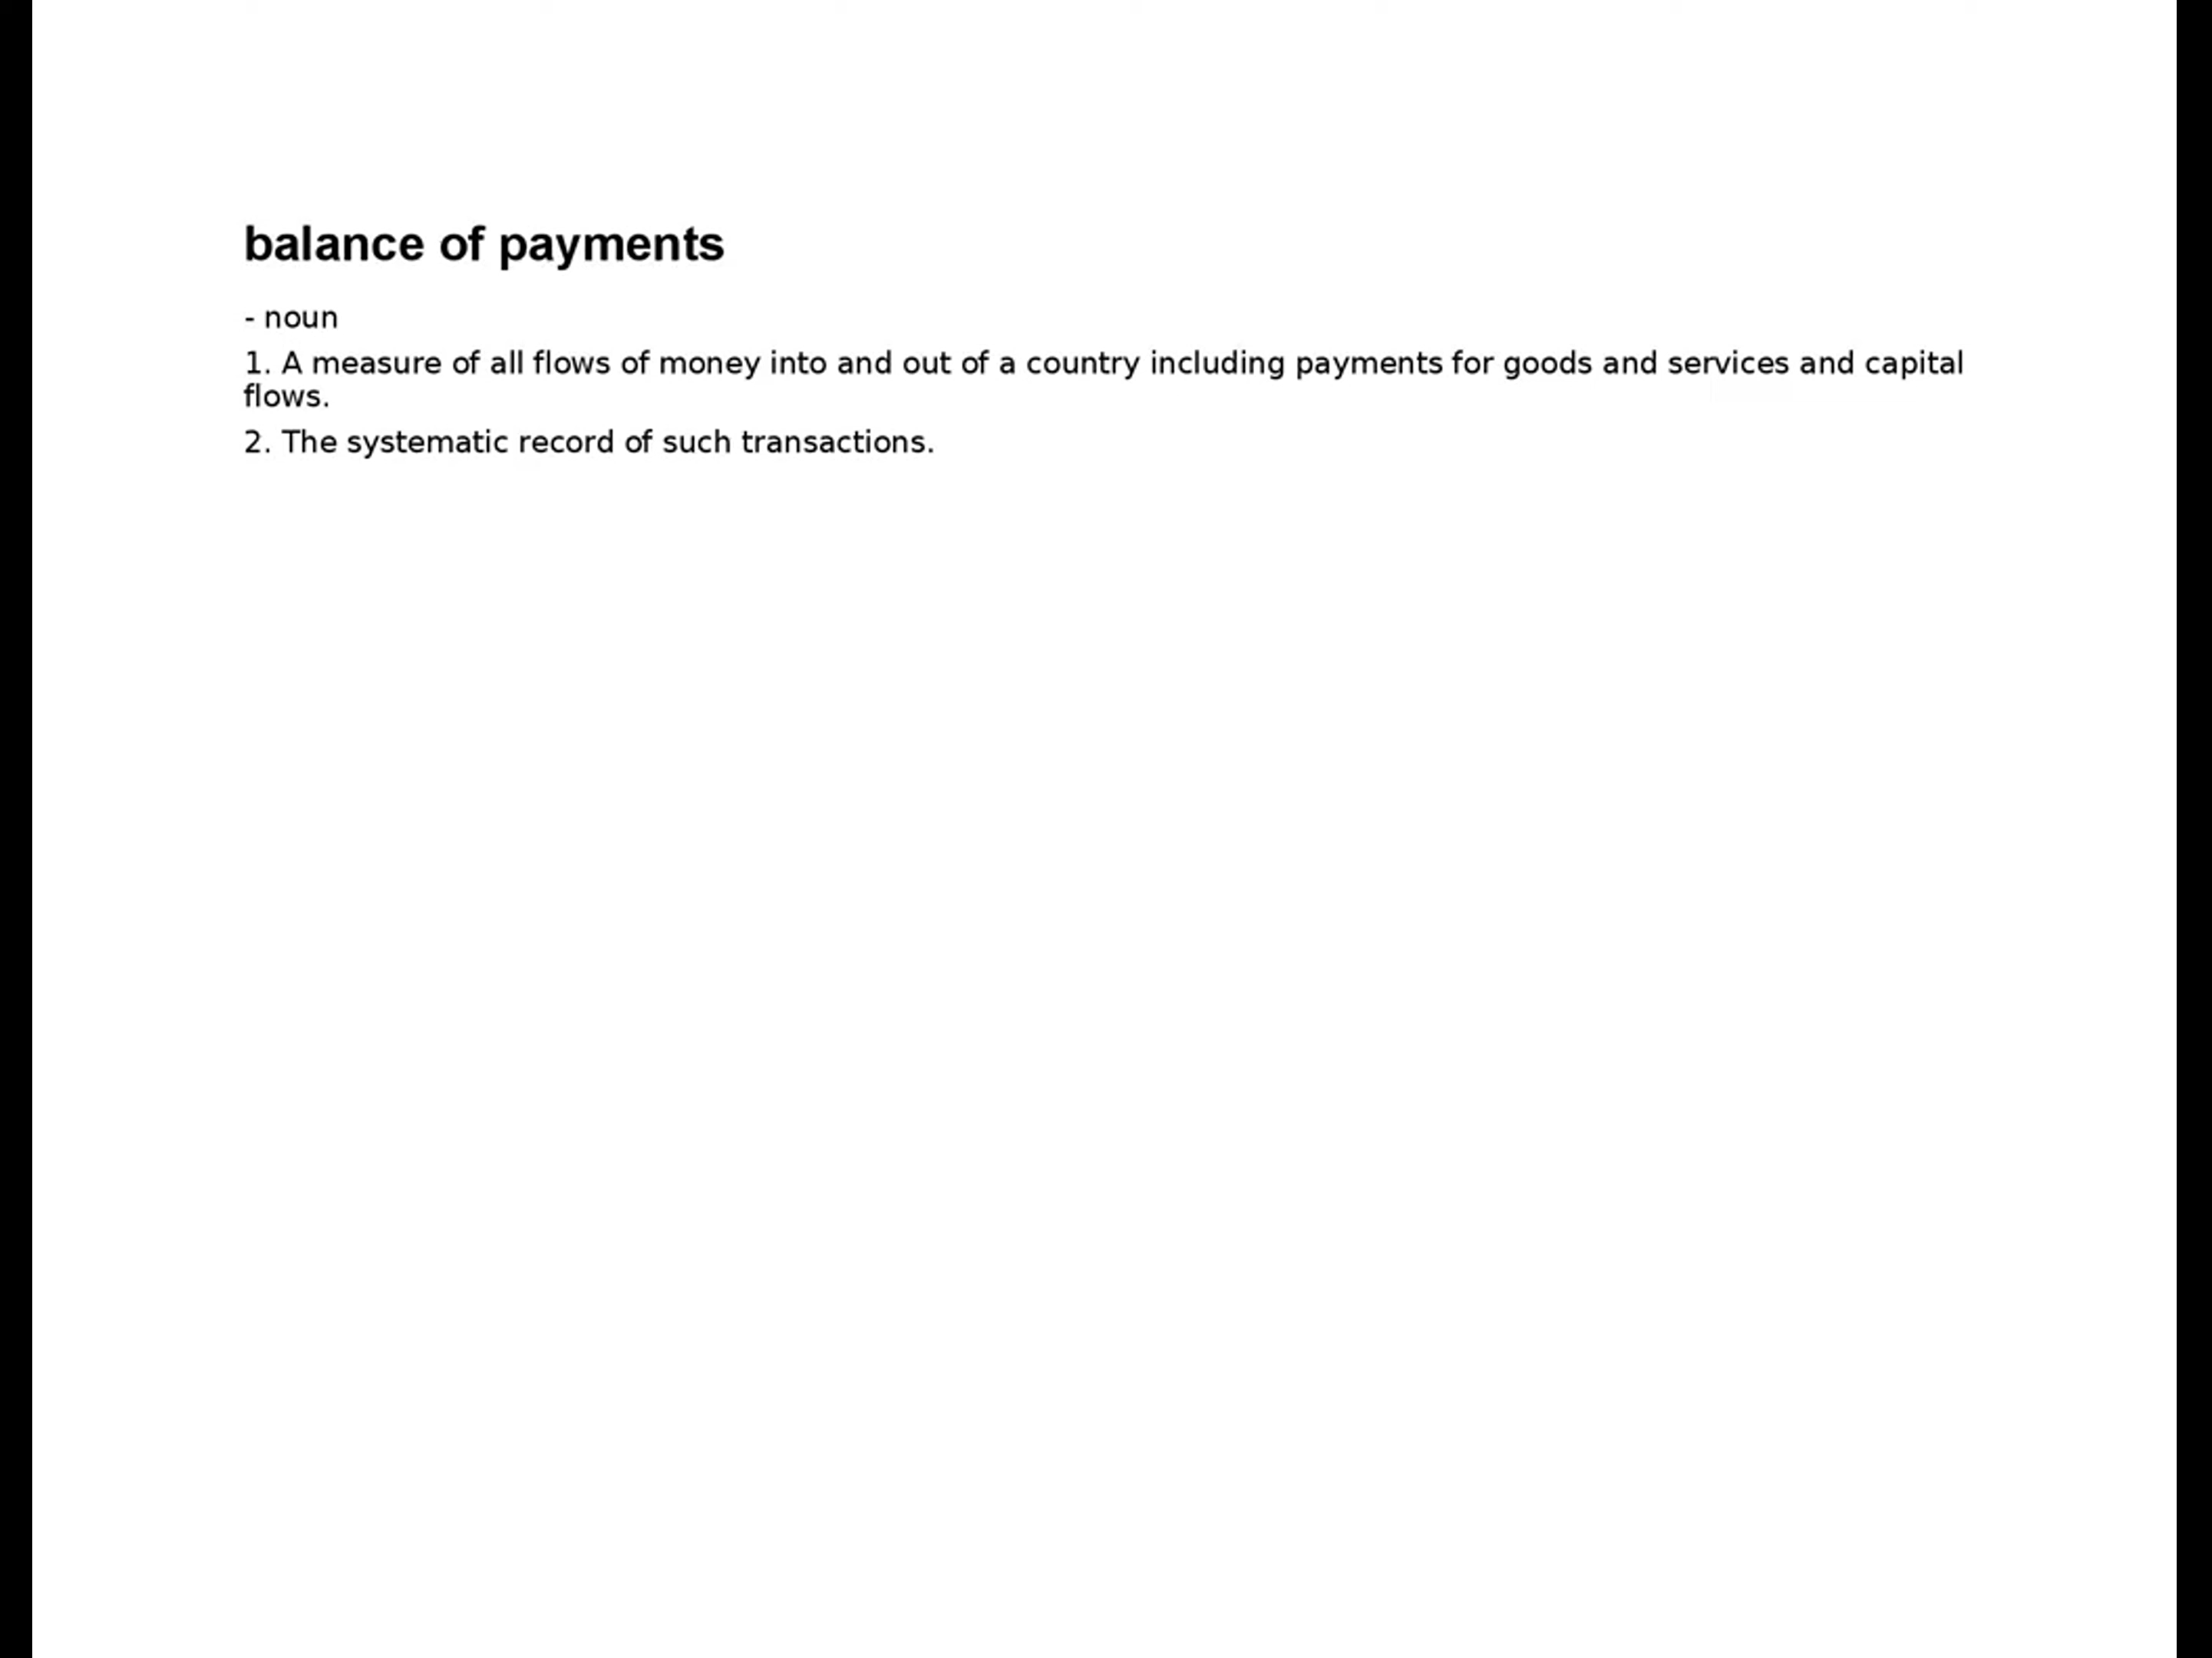 balance of payments
- noun
1. A measure of all flows of money into and out of a country including payments for goods and services and capital
flows.
2. The systematic record of such transactions.